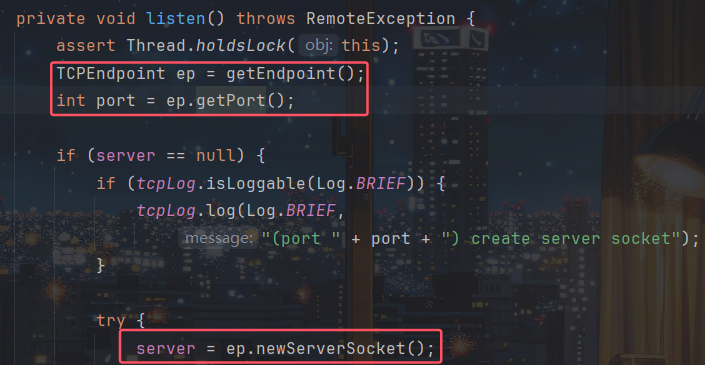 private void listen() throws RemoteException {
assert Thread.holdsLock( obj: this);
TCPEndpoint ep = getEndpoint();
int port = ep.getPort();
if (server == null) {
if (tcpLog.isLoggable(Log.BRIEF)) {
tcpLog.log(Log.BRIEF,
message: "(port " + port + ") create server socket");
}
try {
server = ep.newServerSocket();